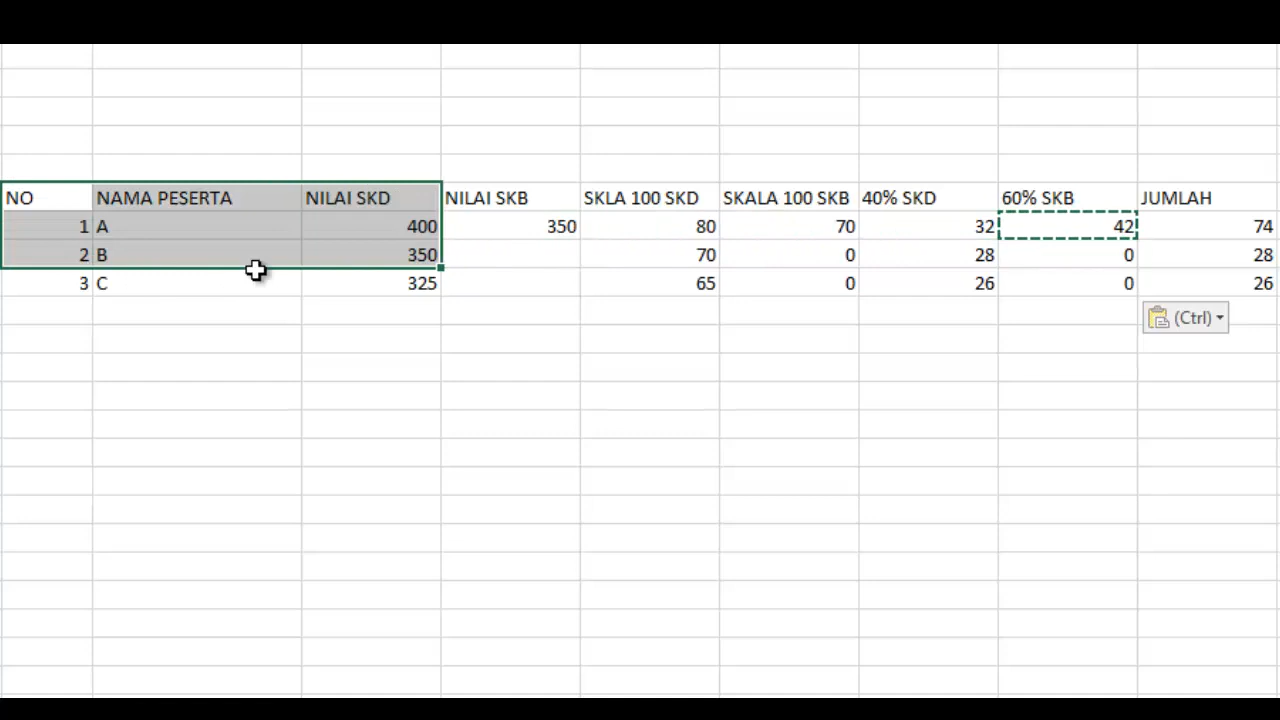 NO NAMA PESERTA NILAI SKD NILAI SKB SKLA 100 SKD SKALA 100 SKB 40% SKD 60% SKB JUMLAH
1 A 400 350 80 70 32 42 74
2 B 350 70 0 28 0 28
3 C 325 65 0 26 0 26
(Ctrl)